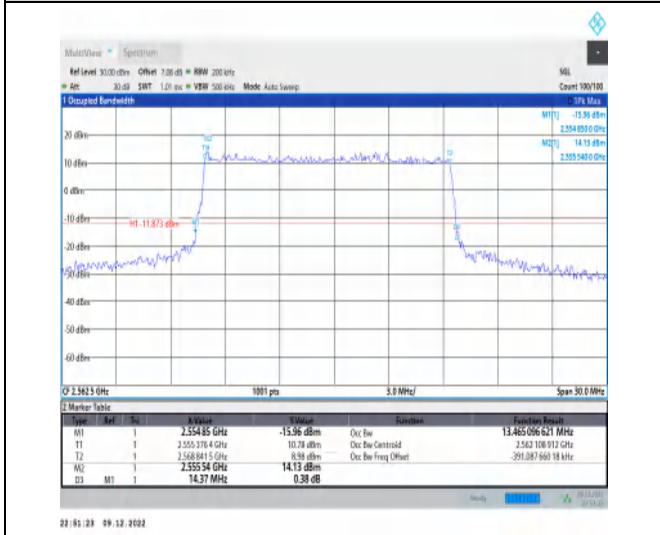 MultiView Spectrum
Ref Level 30.00 dBm Offset 7.08 dB RBW 200 kHz SGL
Att 30 dB SWT 1.01 ms VBW 500 kHz Mode Auto Sweep Count 100/100
1 Occupied Bandwidth 1Pk Max
M1[1] -15.96 dBm
2.554 850 0 GHz
M2[1] 14.13 dBm
2.555 540 0 GHz
20 dBm
10 dBm
0 dBm
-10 dBm
H1 -11.873 dBm
-20 dBm
-30 dBm
-40 dBm
-50 dBm
-60 dBm
CF 2.562 5 GHz 1001 pts 3.0 MHz/ Span 30.0 MHz
2 Marker Table
Type Ref Trc X-Value Y-Value Function Function Result
M1 1 2.554 85 GHz -15.96 dBm Occ Bw 13.465 096 621 MHz
T1 1 2.555 376 4 GHz 10.78 dBm Occ Bw Centroid 2.562 108 912 GHz
T2 1 2.568 841 5 GHz 8.98 dBm Occ Bw Freq Offset -391.087 660 18 kHz
M2 1 2.555 54 GHz 14.13 dBm
D3 M1 1 14.37 MHz 0.38 dB
Ready
22:51:23 09.12.2022